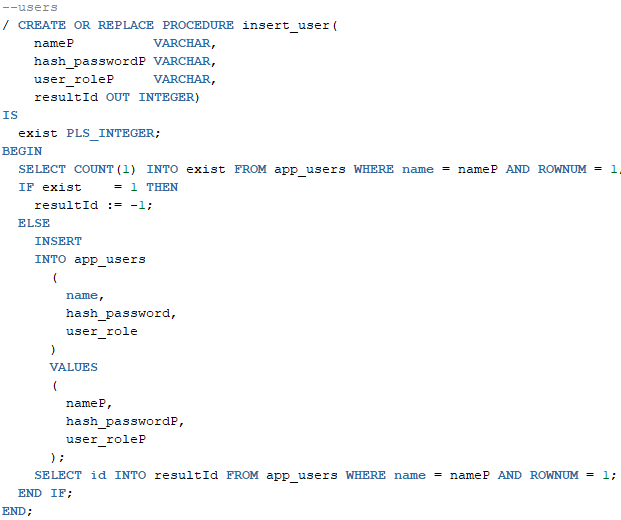 --users
/ CREATE OR REPLACE PROCEDURE insert_user(
    nameP          VARCHAR,
    hash_passwordP VARCHAR,
    user_roleP     VARCHAR,
    resultId OUT INTEGER)
IS
  exist PLS_INTEGER;
BEGIN
  SELECT COUNT(1) INTO exist FROM app_users WHERE name = nameP AND ROWNUM = 1;
  IF exist    = 1 THEN
    resultId := -1;
  ELSE
    INSERT
    INTO app_users
      (
        name,
        hash_password,
        user_role
      )
      VALUES
      (
        nameP,
        hash_passwordP,
        user_roleP
      );
    SELECT id INTO resultId FROM app_users WHERE name = nameP AND ROWNUM = 1;
  END IF;
END;